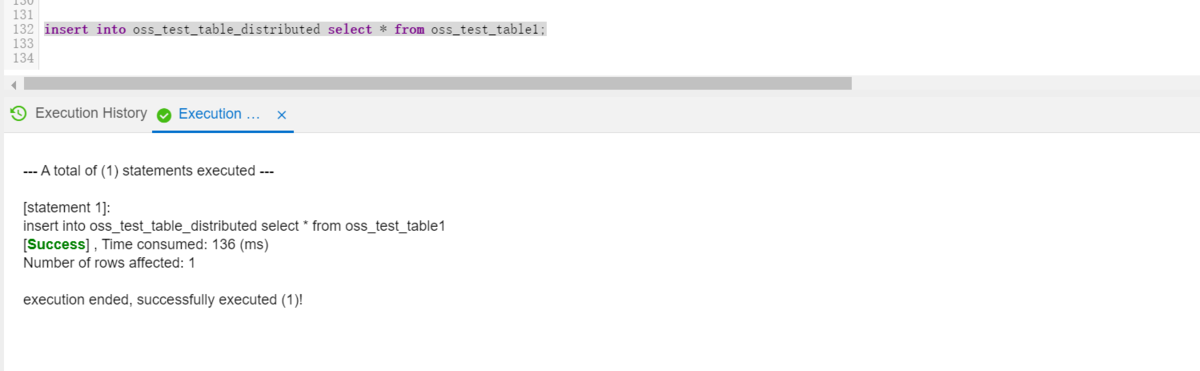 130
131
132 insert into oss_test_table_distributed select * from oss_test_table1;
133
134
Execution History Execution ... ×
--- A total of (1) statements executed ---
[statement 1]:
insert into oss_test_table_distributed select * from oss_test_table1
[Success] , Time consumed: 136 (ms)
Number of rows affected: 1
execution ended, successfully executed (1)!